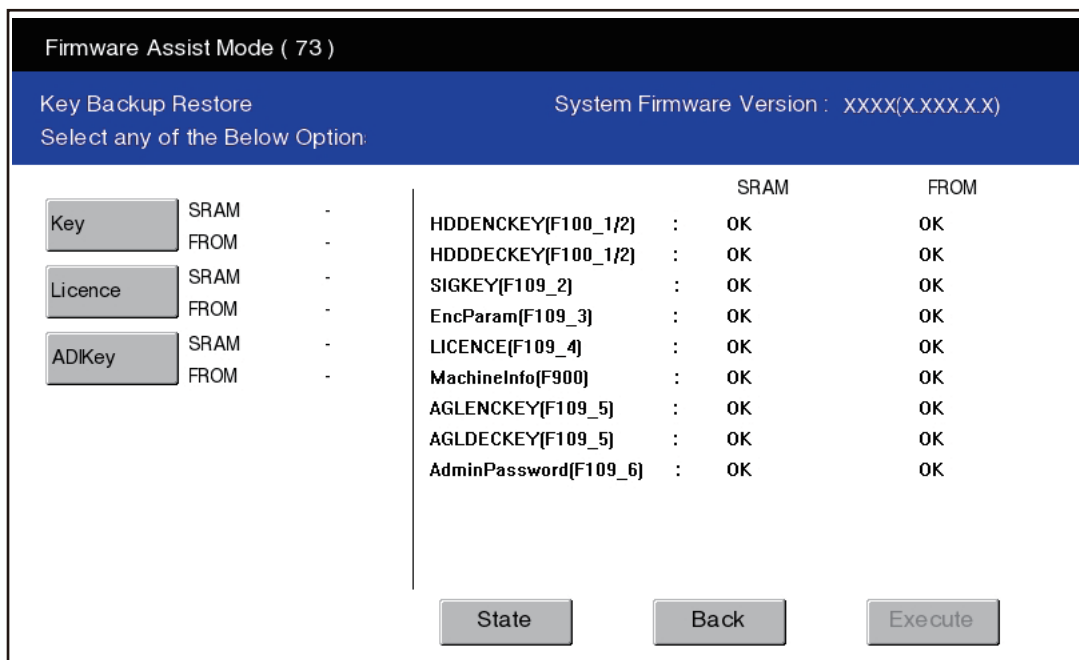 Firmware Assist Mode ( 73 )
Key Backup Restore
System Firmware Version : XXXX(X.XXX.X.X)
Select any of the Below Option
SRAM FROM
Key
SRAM -
FROM -
Licence
SRAM -
FROM -
ADIKey
SRAM -
FROM -
HDDENCKEY(F100_1/2) : OK OK
HDDDECKEY(F100_1/2) : OK OK
SIGKEY(F109_2) : OK OK
EncParam(F109_3) : OK OK
LICENCE(F109_4) : OK OK
MachineInfo(F900) : OK OK
AGLENCKEY(F109_5) : OK OK
AGLDECKEY(F109_5) : OK OK
AdminPassword(F109_6) : OK OK
State Back Execute